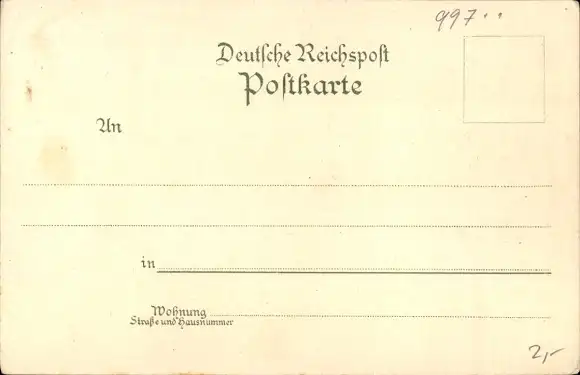 997..
Deutsche Reichspost
Postkarte
An
in
Wohnung
Straße und Hausnummer
2,-